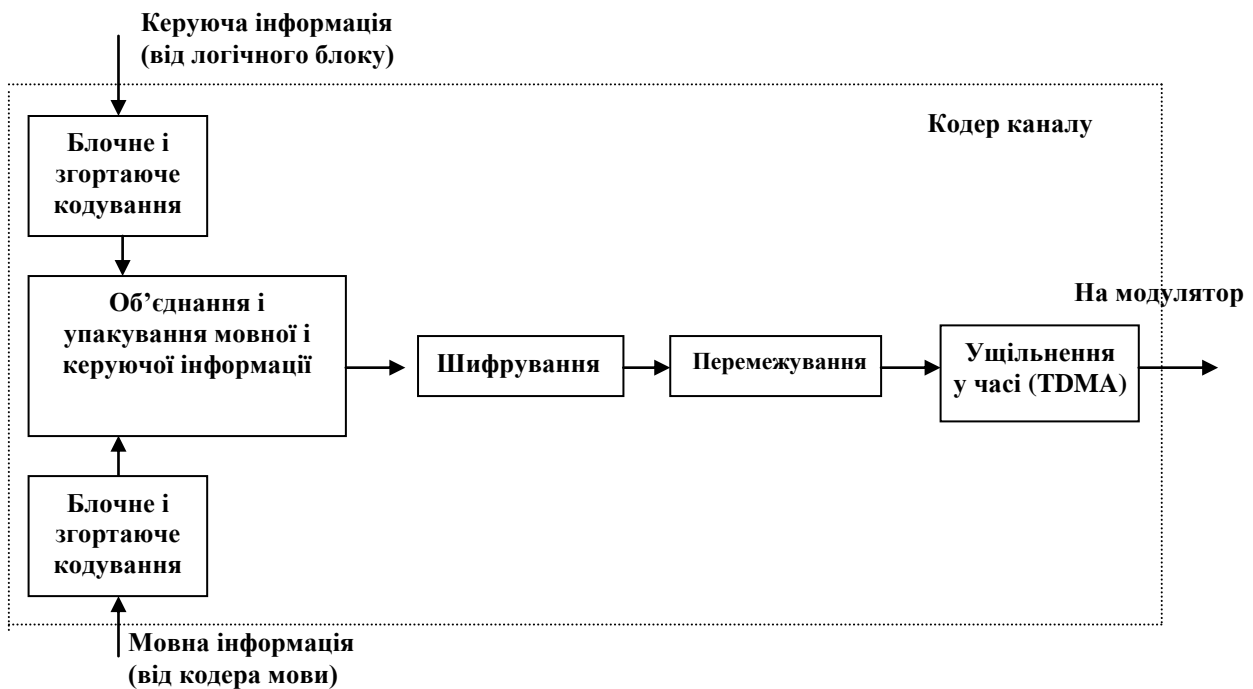 Керуюча інформація
(від логічного блоку)
Кодер каналу
Блочне і
згортаюче
кодування
Об’єднання і
упакування мовної і
керуючої інформації
Шифрування
Перемежування
Ущільнення
у часі (TDMA)
На модулятор
Блочне і
згортаюче
кодування
Мовна інформація
(від кодера мови)